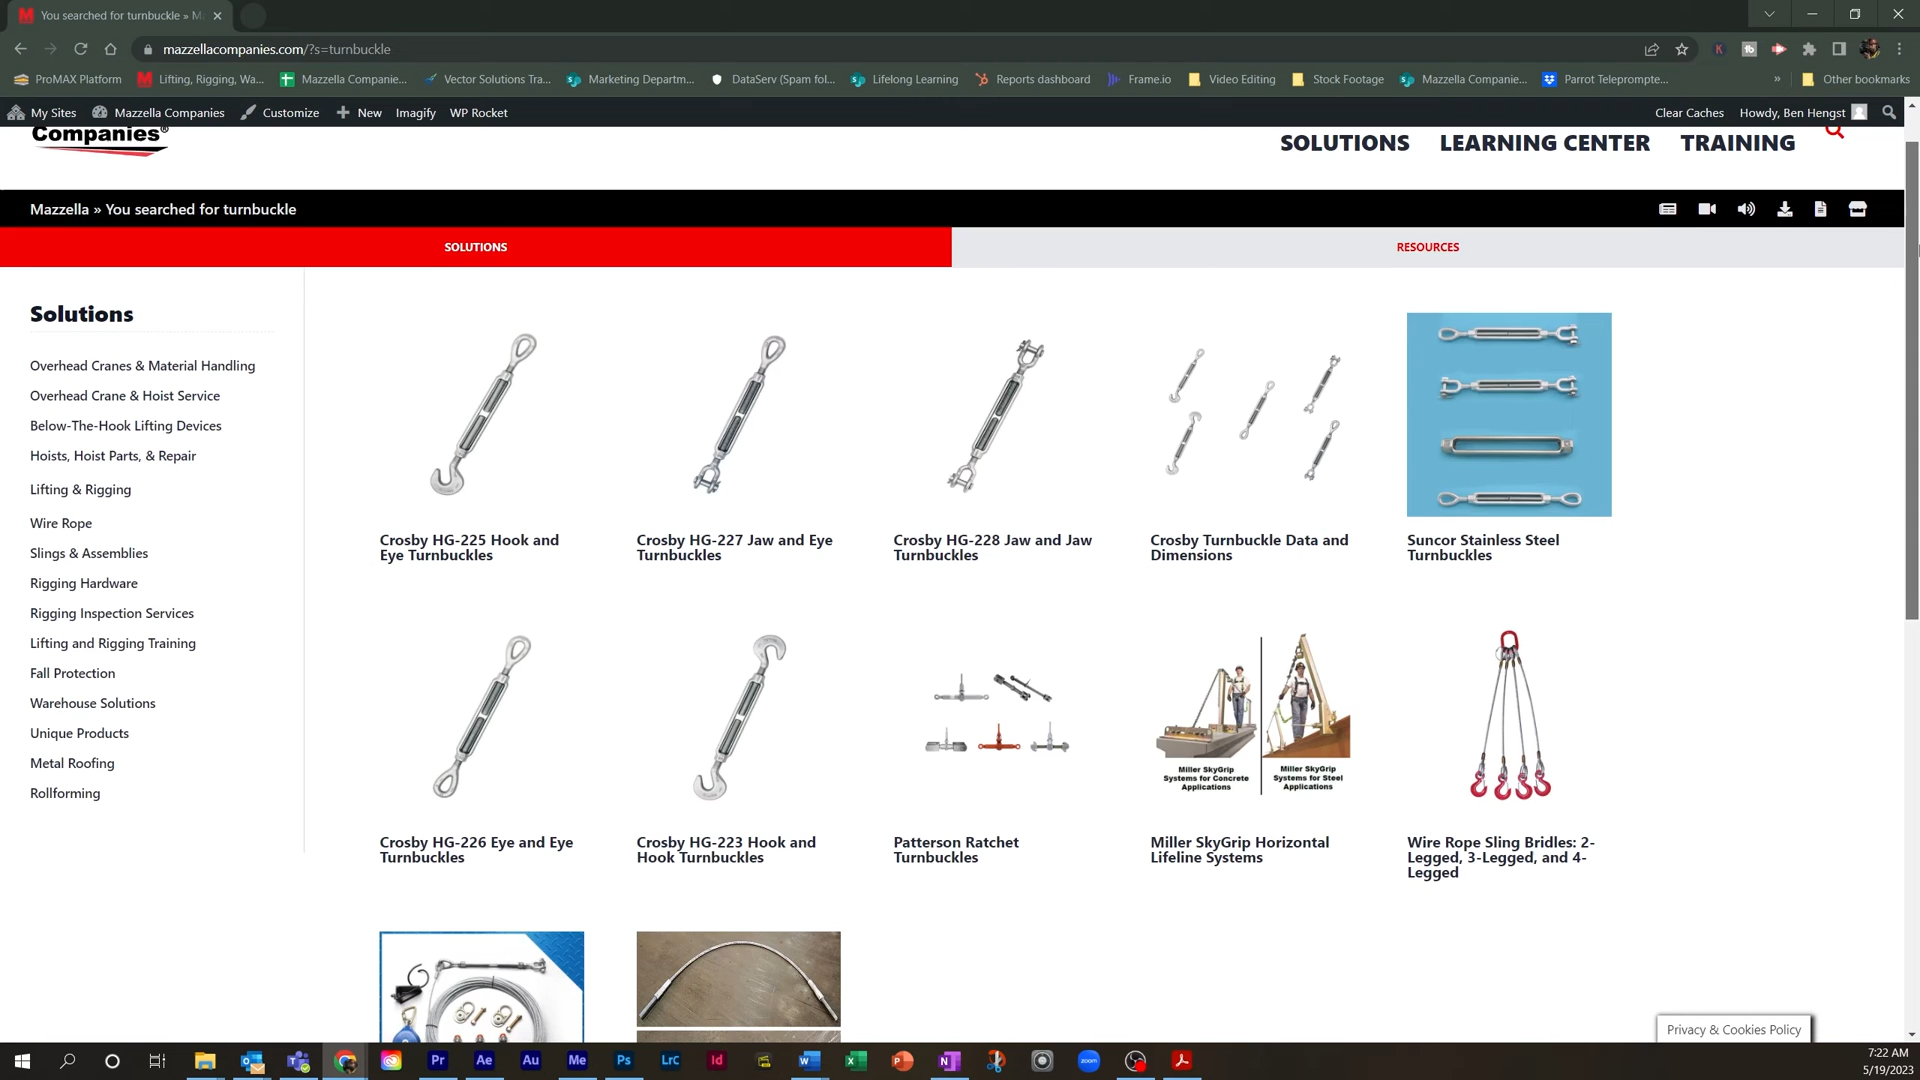 You searched for turnbuckle » M
mazzellacompanies.com/?s=turnbuckle
ProMAX Platform
Lifting, Rigging, Wa...
Mazzella Companie...
Vector Solutions Tra...
Marketing Departm...
DataServ (Spam fol...
Lifelong Learning
Reports dashboard
Frame.io
Video Editing
Stock Footage
Mazzella Companie...
Parrot Teleprompte...
»
Other bookmarks
My Sites
Mazzella Companies
Customize
New
Imagify
WP Rocket
Clear Caches
Howdy, Ben Hengst
Companies®
SOLUTIONS
LEARNING CENTER
TRAINING
Mazzella » You searched for turnbuckle
SOLUTIONS
RESOURCES
Solutions
Overhead Cranes & Material Handling
Overhead Crane & Hoist Service
Below-The-Hook Lifting Devices
Hoists, Hoist Parts, & Repair
Lifting & Rigging
Wire Rope
Slings & Assemblies
Rigging Hardware
Rigging Inspection Services
Lifting and Rigging Training
Fall Protection
Warehouse Solutions
Unique Products
Metal Roofing
Rollforming
Crosby HG-225 Hook and
Eye Turnbuckles
Crosby HG-227 Jaw and Eye
Turnbuckles
Crosby HG-228 Jaw and Jaw
Turnbuckles
Crosby Turnbuckle Data and
Dimensions
Suncor Stainless Steel
Turnbuckles
Crosby HG-226 Eye and Eye
Turnbuckles
Crosby HG-223 Hook and
Hook Turnbuckles
Patterson Ratchet
Turnbuckles
Miller SkyGrip
Systems for Concrete
Applications
Miller SkyGrip
Systems for Steel
Applications
Miller SkyGrip Horizontal
Lifeline Systems
Wire Rope Sling Bridles: 2-
Legged, 3-Legged, and 4-
Legged
Privacy & Cookies Policy
Pr
Ae
Au
Me
Ps
LrC
Id
zoom
7:22 AM
5/19/2023